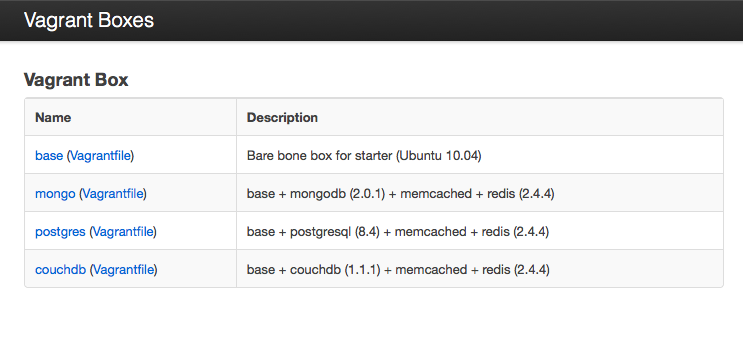 Vagrant Boxes
Vagrant Box
Name Description
base (Vagrantfile) Bare bone box for starter (Ubuntu 10.04)
mongo (Vagrantfile) base + mongodb (2.0.1) + memcached + redis (2.4.4)
postgres (Vagrantfile) base + postgresql (8.4) + memcached + redis (2.4.4)
couchdb (Vagrantfile) base + couchdb (1.1.1) + memcached + redis (2.4.4)